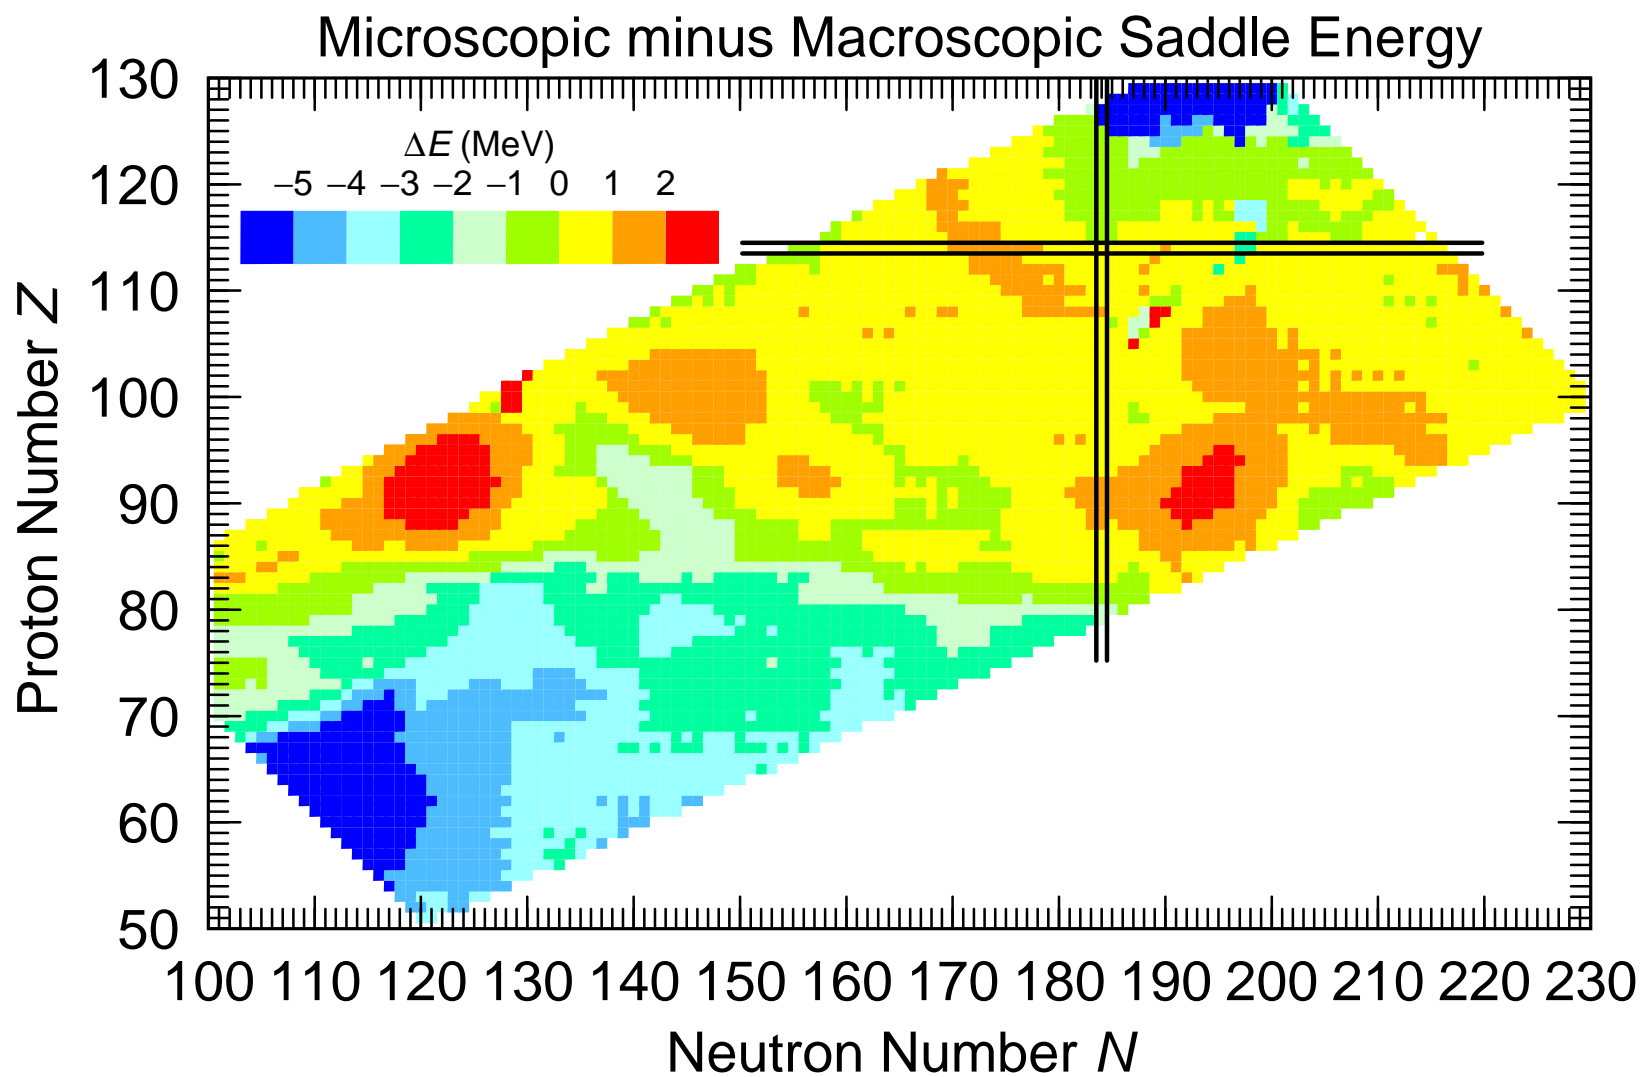 Microscopic minus Macroscopic Saddle Energy
130
120
110
100
90
80
70
60
50
Proton Number Z
ΔE (MeV)
−5 −4 −3 −2 −1 0 1 2
100 110 120 130 140 150 160 170 180 190 200 210 220 230
Neutron Number N